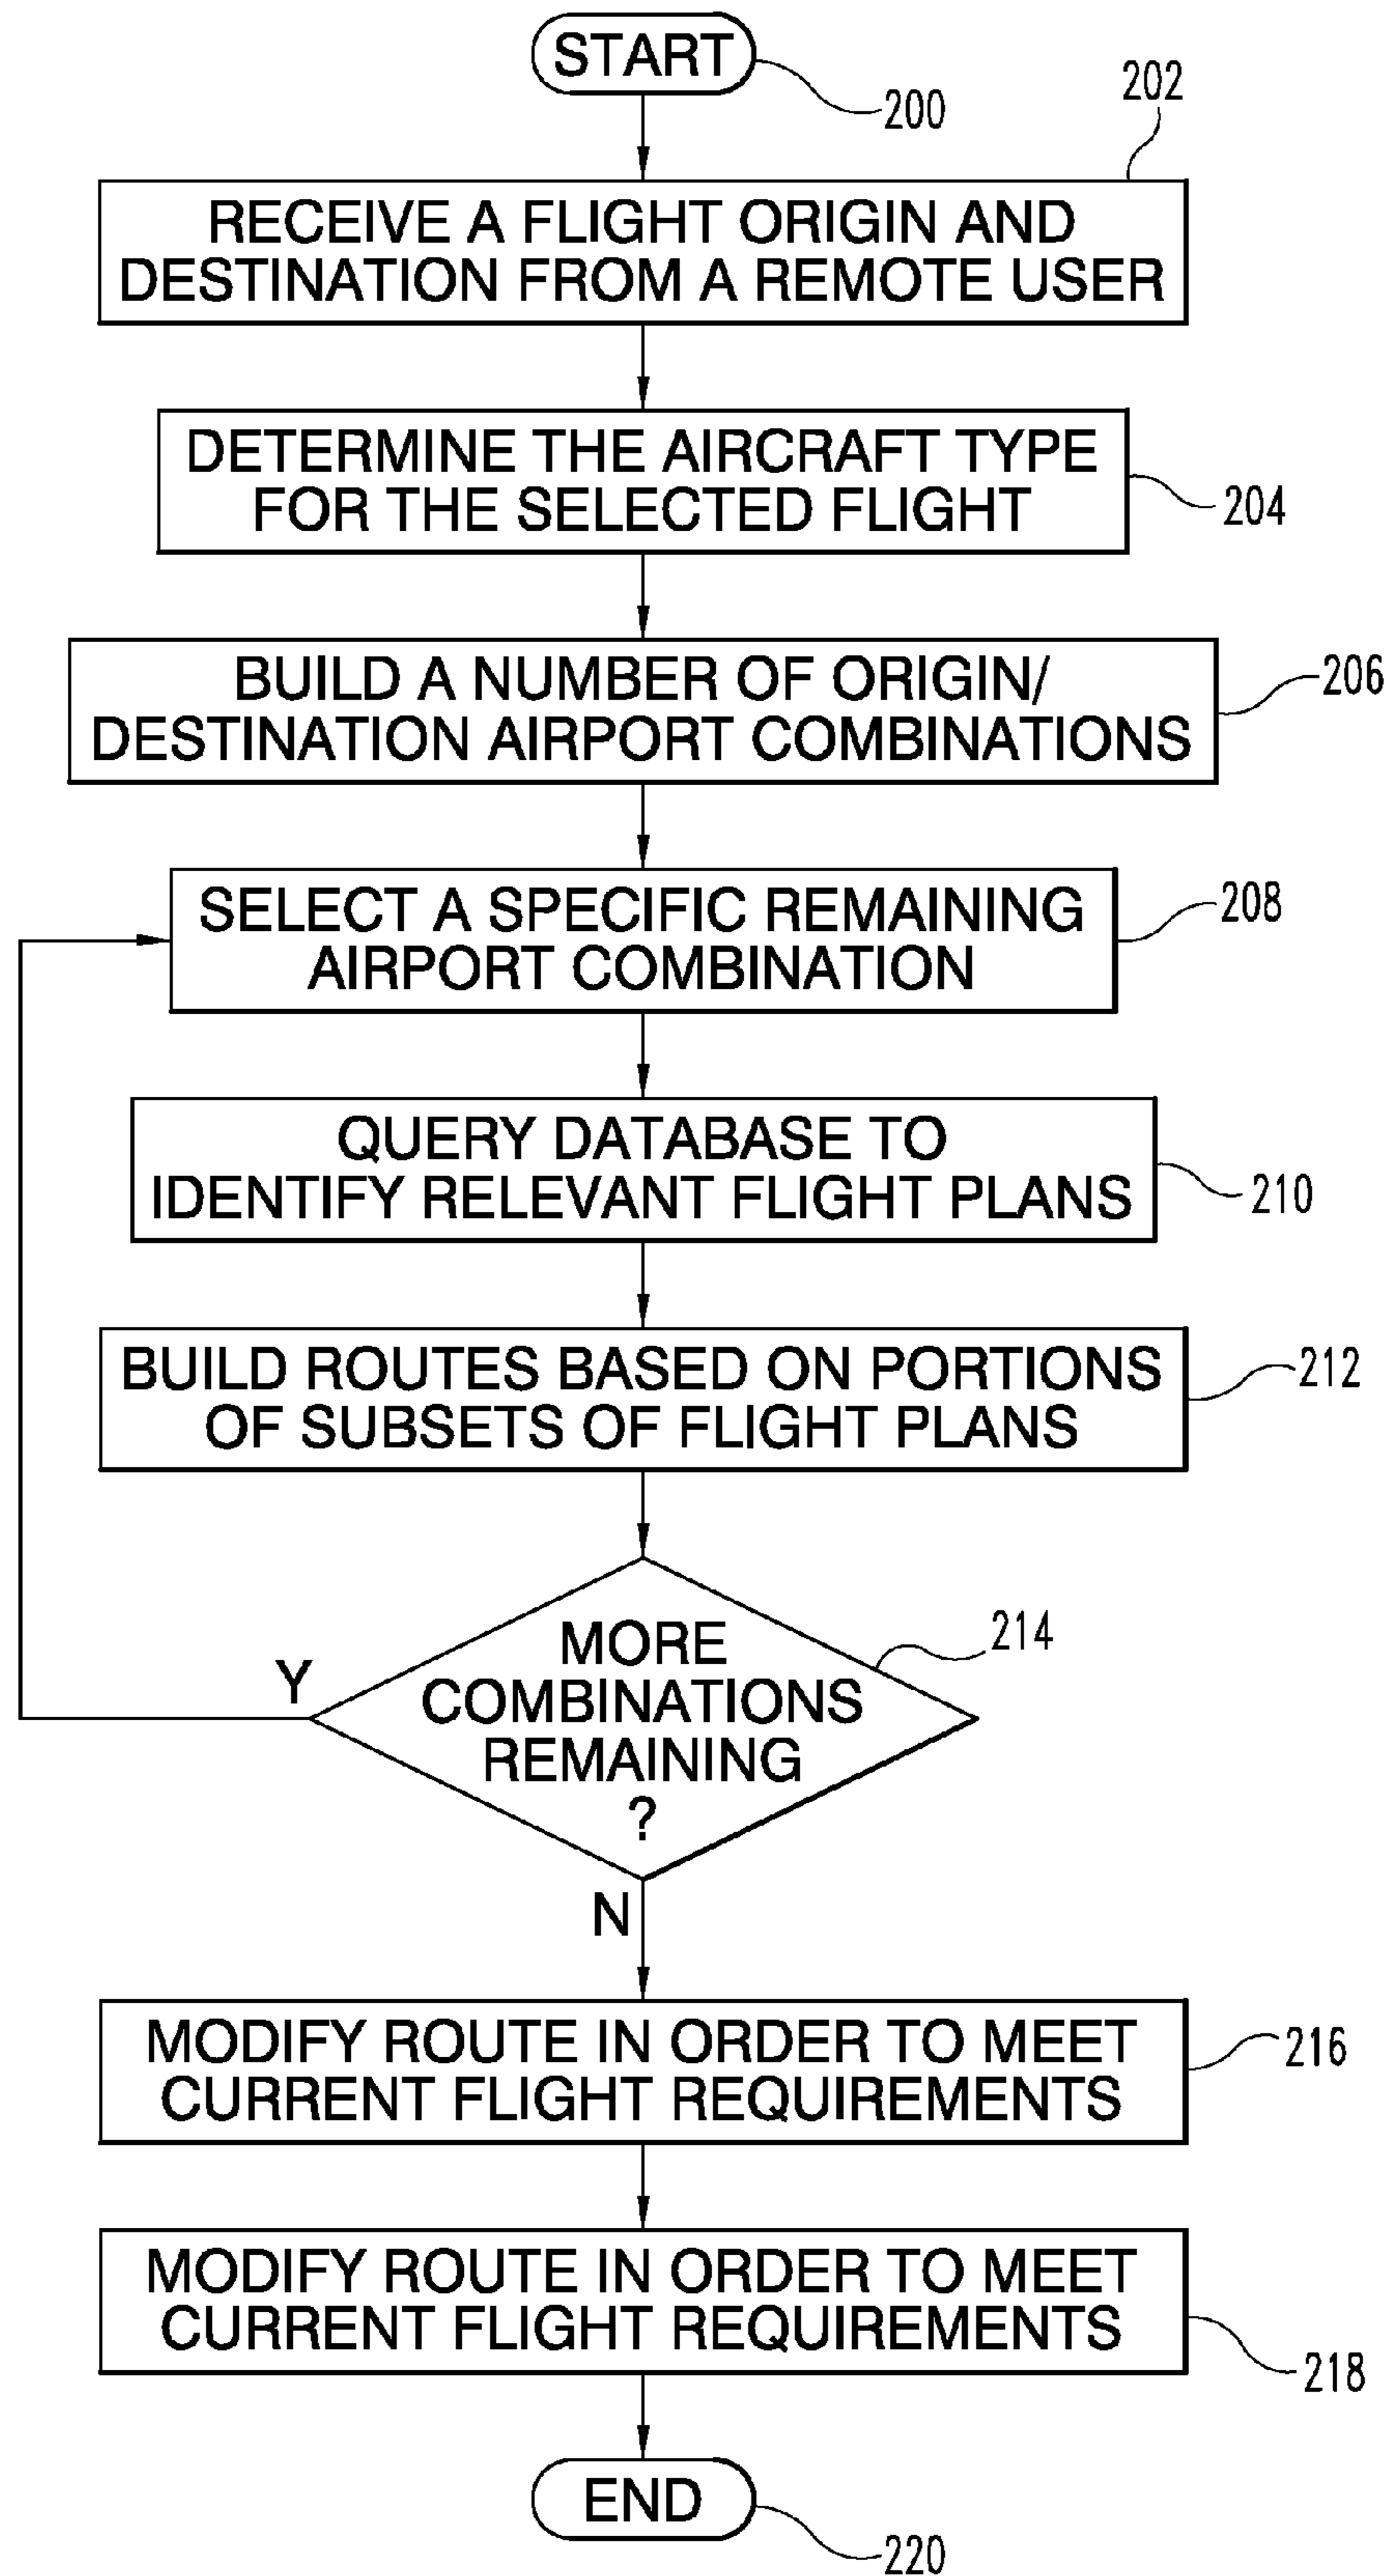 START
200
202
RECEIVE A FLIGHT ORIGIN AND
DESTINATION FROM A REMOTE USER
DETERMINE THE AIRCRAFT TYPE
FOR THE SELECTED FLIGHT
204
BUILD A NUMBER OF ORIGIN/
DESTINATION AIRPORT COMBINATIONS
206
SELECT A SPECIFIC REMAINING
AIRPORT COMBINATION
208
QUERY DATABASE TO
IDENTIFY RELEVANT FLIGHT PLANS
210
BUILD ROUTES BASED ON PORTIONS
OF SUBSETS OF FLIGHT PLANS
212
MORE
COMBINATIONS
REMAINING
?
214
Y
N
MODIFY ROUTE IN ORDER TO MEET
CURRENT FLIGHT REQUIREMENTS
216
MODIFY ROUTE IN ORDER TO MEET
CURRENT FLIGHT REQUIREMENTS
218
END
220